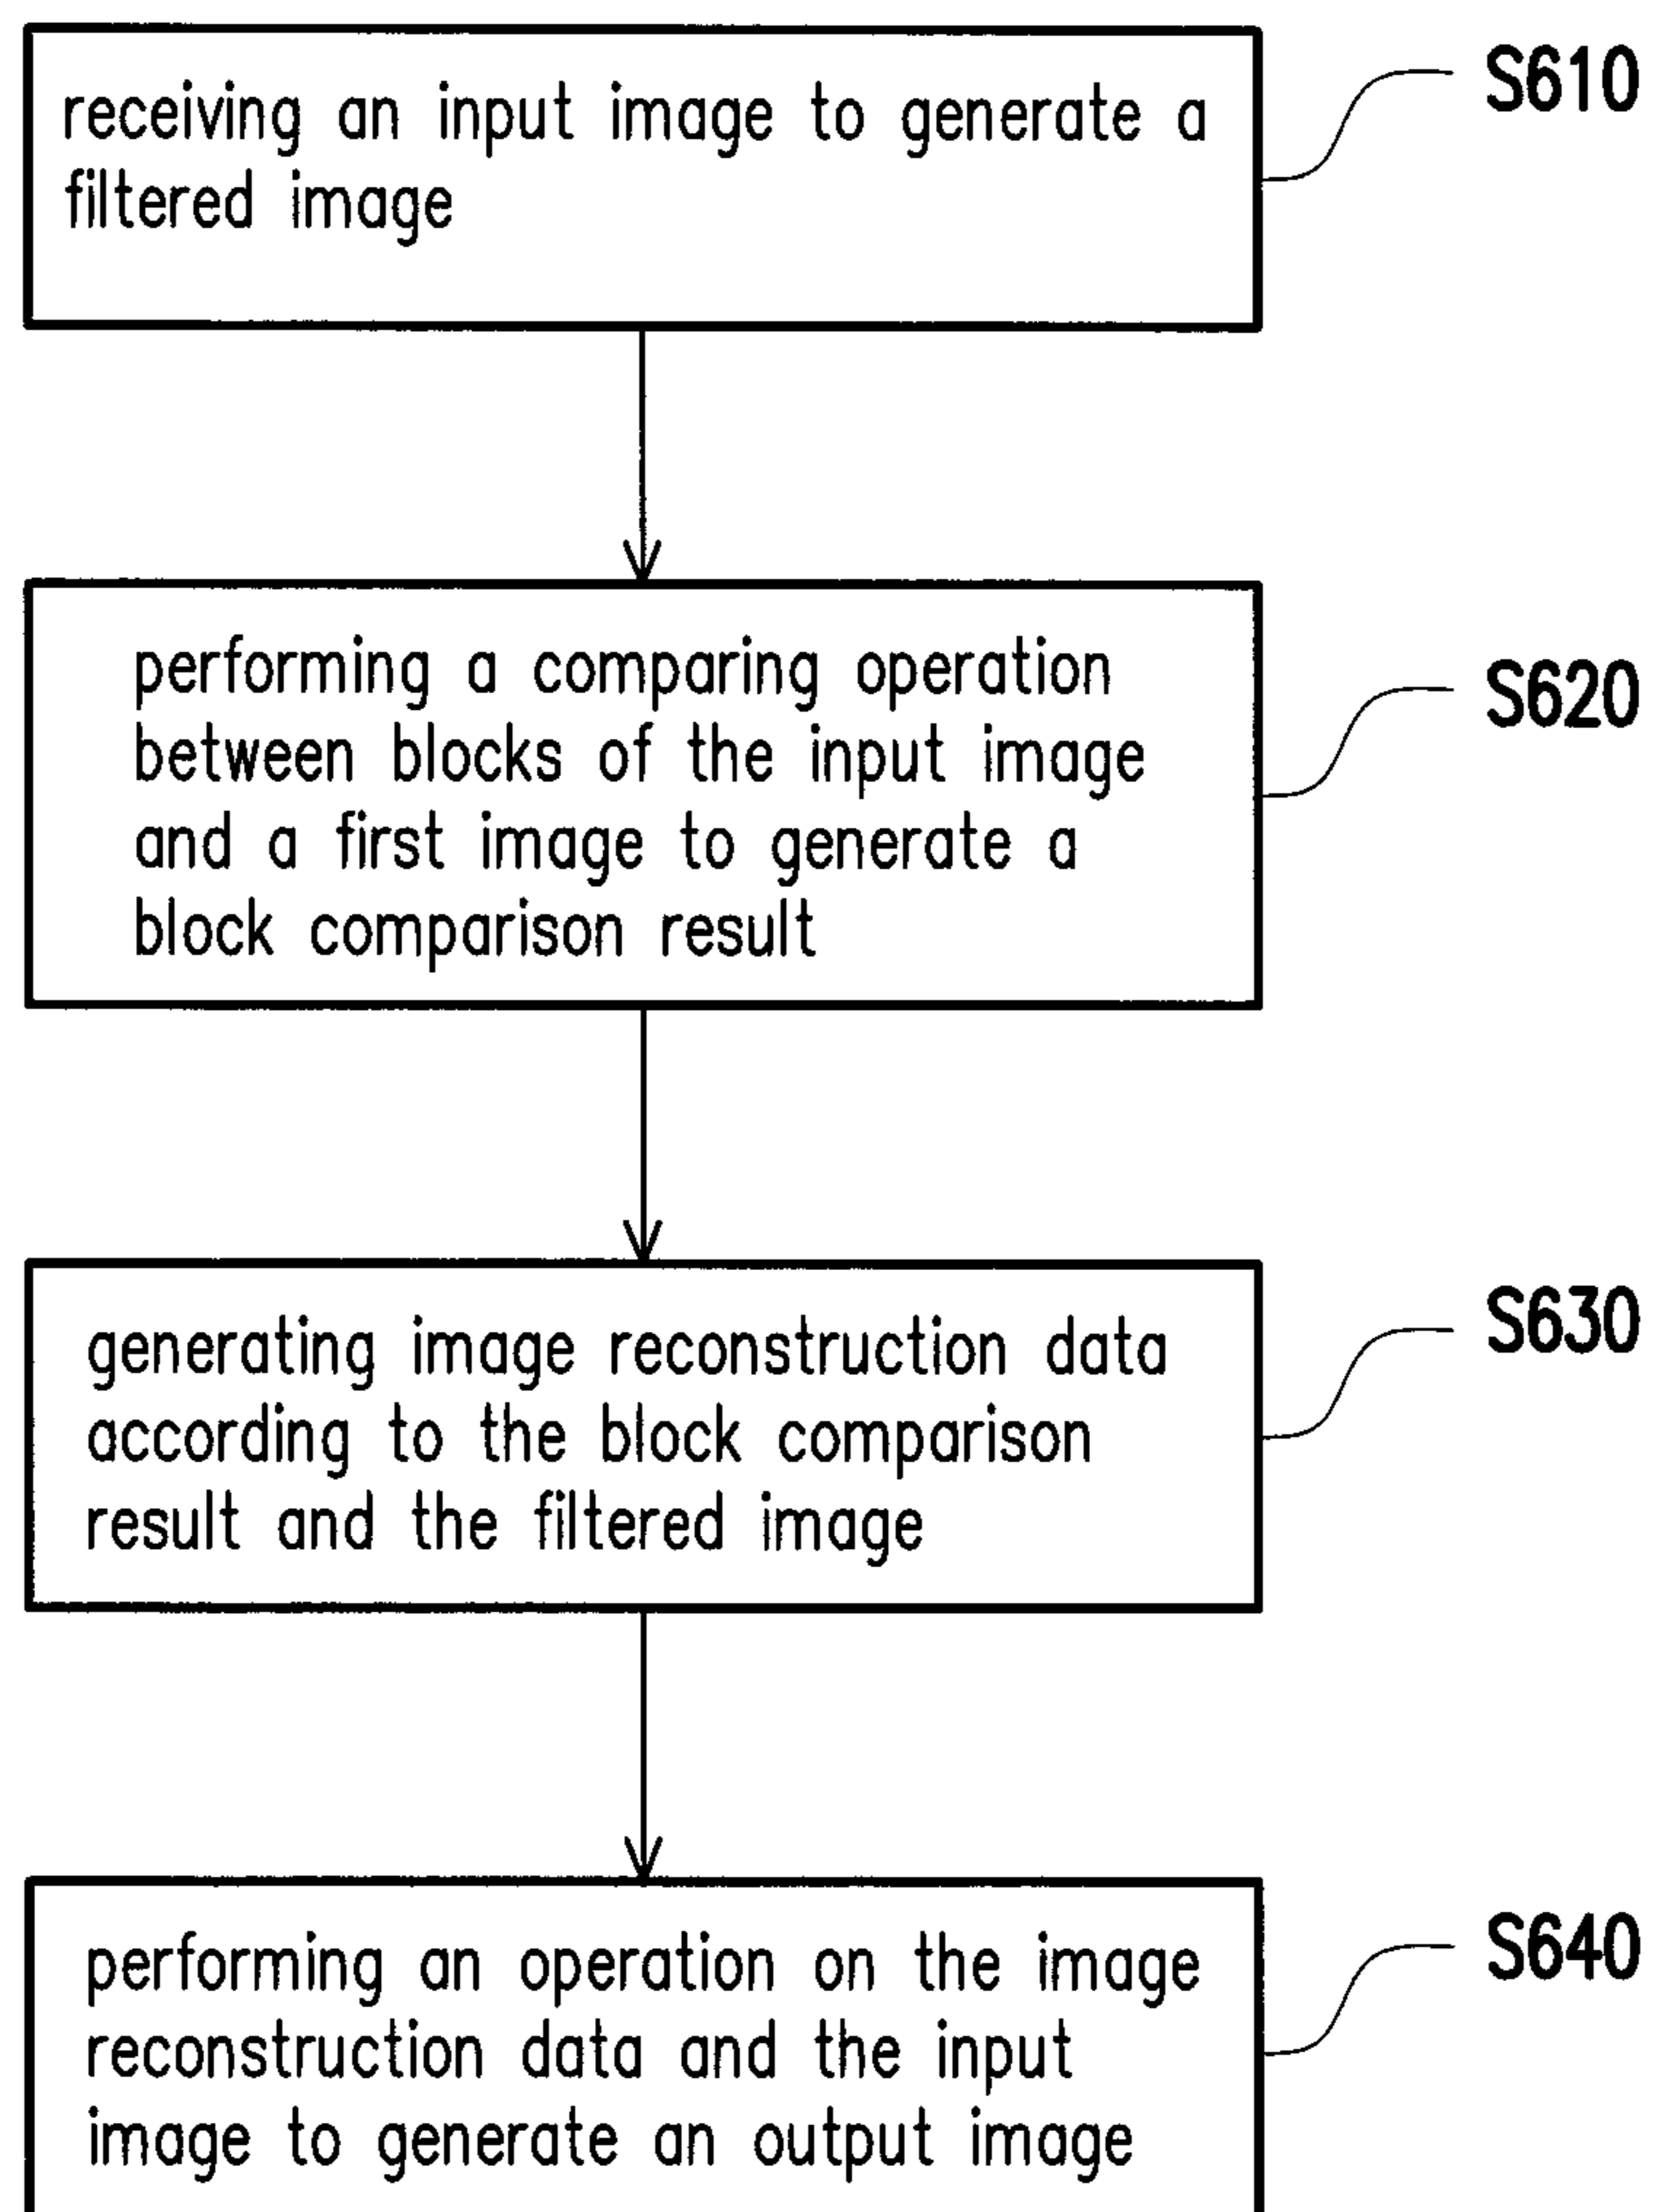 receiving an input image to generate a
filtered image
S610
performing a comparing operation
between blocks of the input image
and a first image to generate a
block comparison result
S620
generating image reconstruction data
according to the block comparison
result and the filtered image
S630
performing an operation on the image
reconstruction data and the input
image to generate an output image
S640